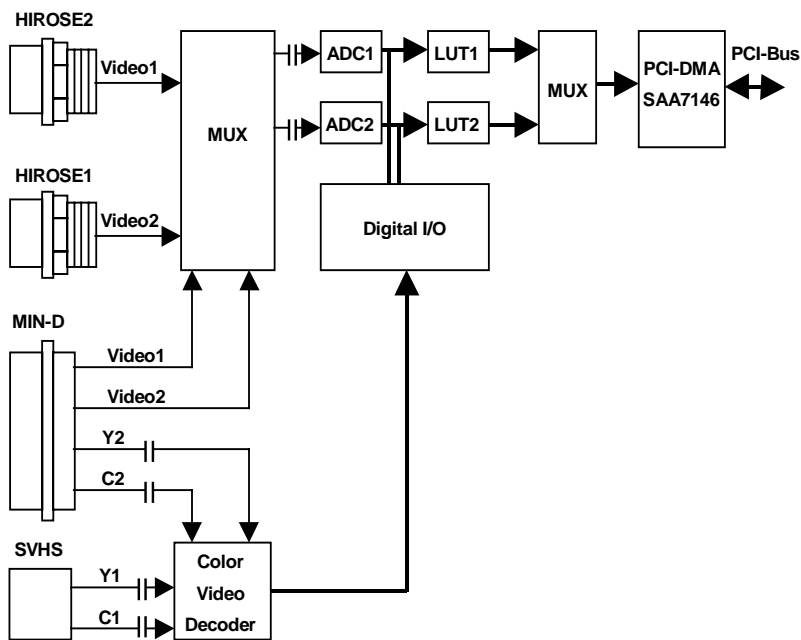 HIROSE2
Video1
MUX
ADC1
LUT1
ADC2
LUT2
MUX
PCI-DMA
SAA7146
PCI-Bus
HIROSE1
Video2
Digital I/O
MIN-D
Video1
Video2
Y2
C2
SVHS
Y1
C1
Color
Video
Decoder